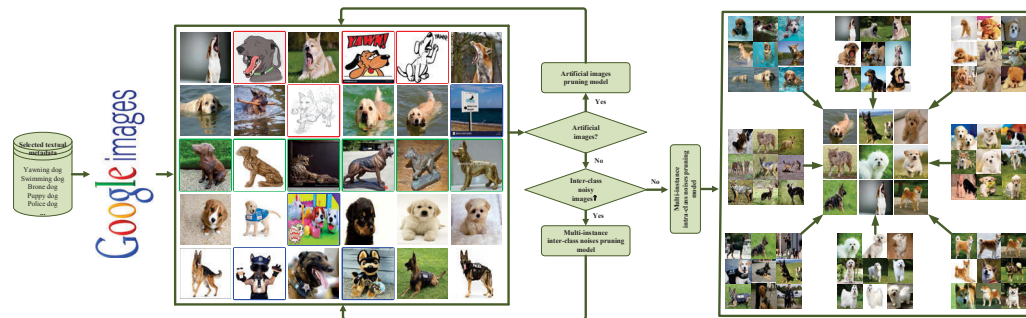 Selected textual
metadata
Yawning dog
Swimming dog
Brone dog
Puppy dog
Police dog
...
Google images
YAWN!
YAWN!
Artificial images
pruning model
Yes
Artificial
images?
No
Inter-class
noisy
images?
No
Yes
Multi-instance
inter-class noises pruning
model
Multi-instance
intra-class noises pruning
model